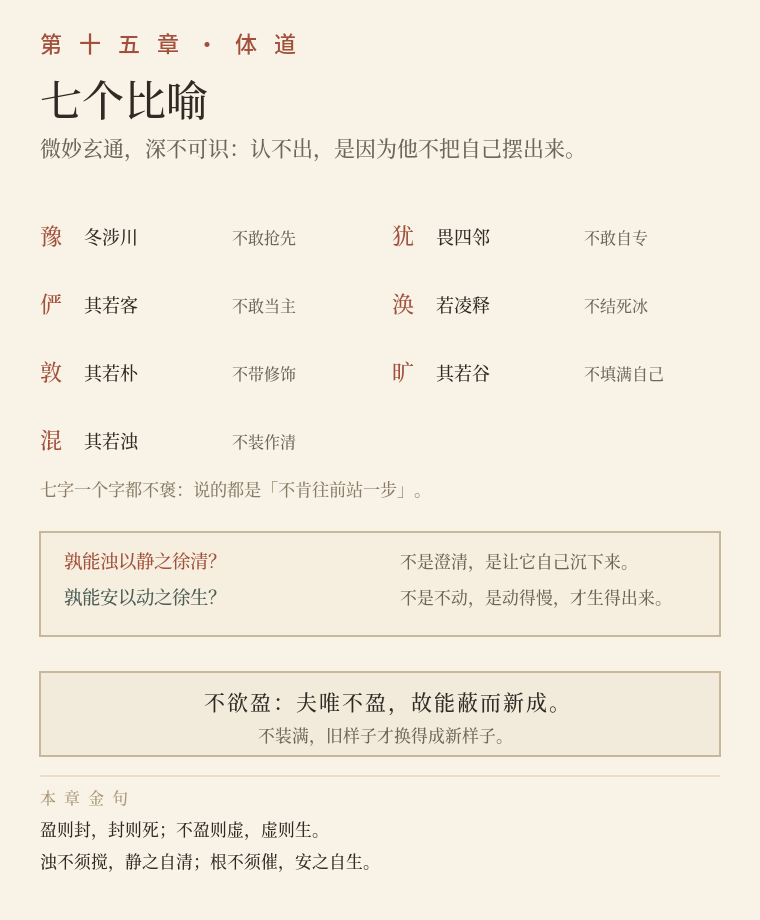 第十五章·体道
七个比喻
微妙玄通，深不可识：认不出，是因为他不把自己摆出来。
豫 冬涉川 不敢抢先 犹 畏四邻 不敢自专
俨 其若客 不敢当主 涣 若凌释 不结死冰
敦 其若朴 不带修饰 旷 其若谷 不填满自己
混 其若浊 不装作清
七字一个字都不褒：说的都是「不肯往前站一步」。
孰能浊以静之徐清？ 不是澄清，是让它自己沉下来。
孰能安以动之徐生？ 不是不动，是动得慢，才生得出来。
不欲盈：夫唯不盈，故能蔽而新成。
不装满，旧样子才换得成新样子。
本章金句
盈则封，封则死；不盈则虚，虚则生。
浊不须搅，静之自清；根不须催，安之自生。